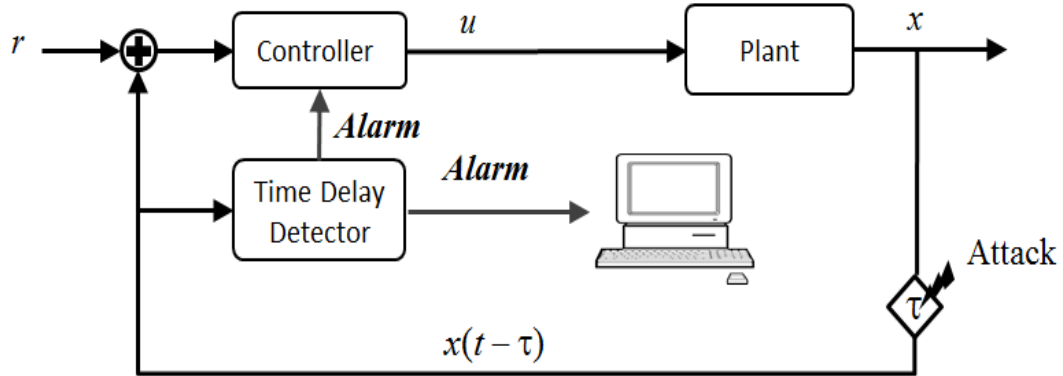 r
Controller
u
Plant
x
Alarm
Time Delay
Detector
Alarm
Attack
τ
x(t – τ)